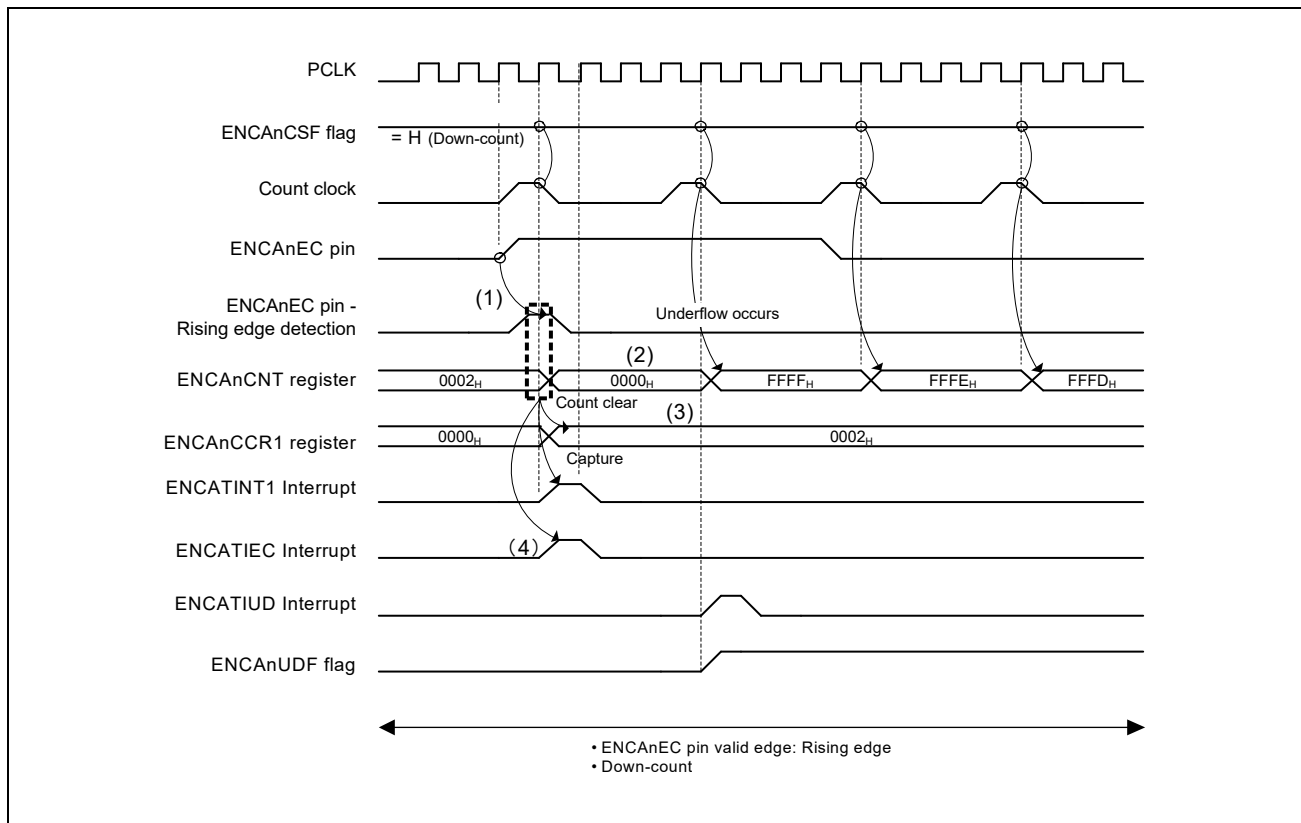 PCLK
ENCAnCSF flag
= H (Down-count)
Count clock
ENCAnEC pin
(1)
ENCAnEC pin -
Rising edge detection
Underflow occurs
(2)
ENCAnCNT register
0002H
0000H
FFFFH
FFFEH
FFFDH
Count clear
(3)
ENCAnCCR1 register
0000H
0002H
Capture
ENCATINT1 Interrupt
ENCATIEC Interrupt
(4)
ENCATIUD Interrupt
ENCAnUDF flag
• ENCAnEC pin valid edge: Rising edge
• Down-count